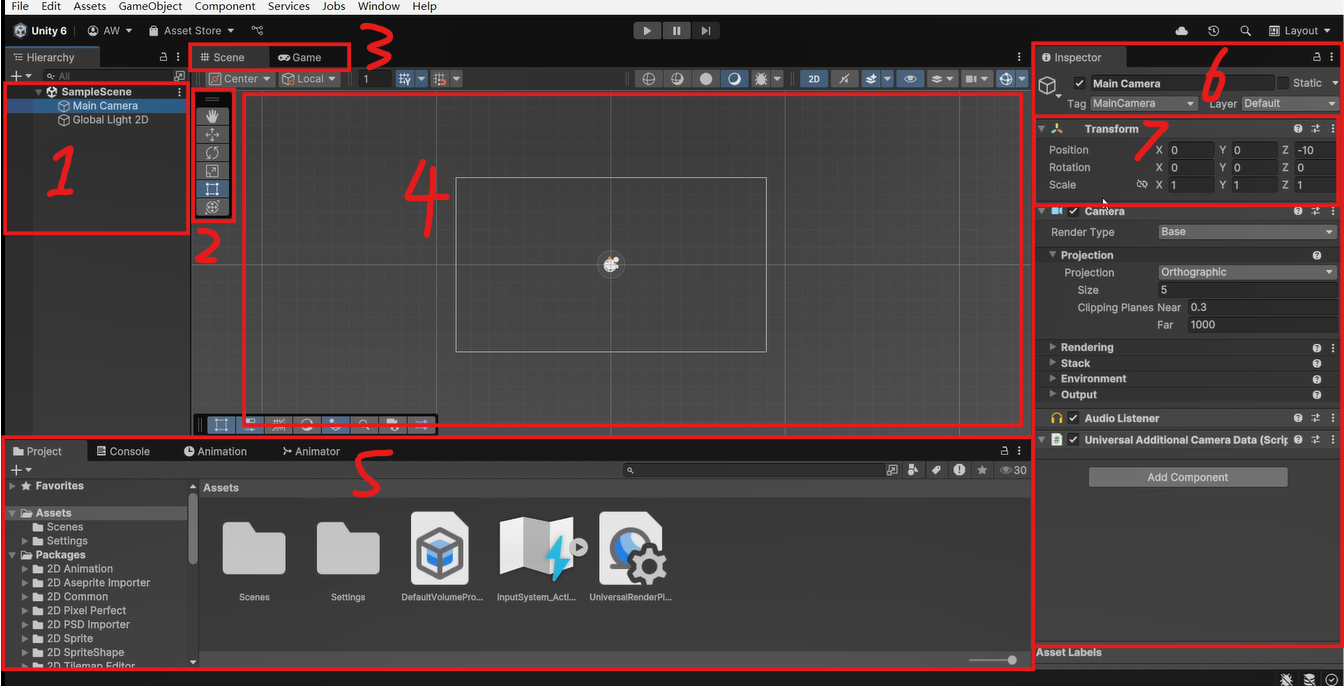 File Edit Assets GameObject Component Services Jobs Window Help
Unity 6 AW Asset Store Layout
Hierarchy
All
SampleScene
Main Camera
Global Light 2D
1
2
3
Scene Game
Center Local 1 2D
4
Inspector
6
Main Camera Static
Tag MainCamera Layer Default
7
Transform
Position X 0 Y 0 Z -10
Rotation X 0 Y 0 Z 0
Scale X 1 Y 1 Z 1
Camera
Render Type Base
Projection
Projection Orthographic
Size 5
Clipping Planes Near 0.3
Far 1000
Rendering
Stack
Environment
Output
Audio Listener
Universal Additional Camera Data (Scrip
Add Component
Asset Labels
Project Console Animation Animator
5
30
Favorites
Assets
Scenes
Settings
Packages
2D Animation
2D Aseprite Importer
2D Common
2D Pixel Perfect
2D PSD Importer
2D Sprite
2D SpriteShape
2D Tilemap Editor
Assets
Scenes Settings DefaultVolumePro... InputSystem_Acti... UniversalRenderPi...